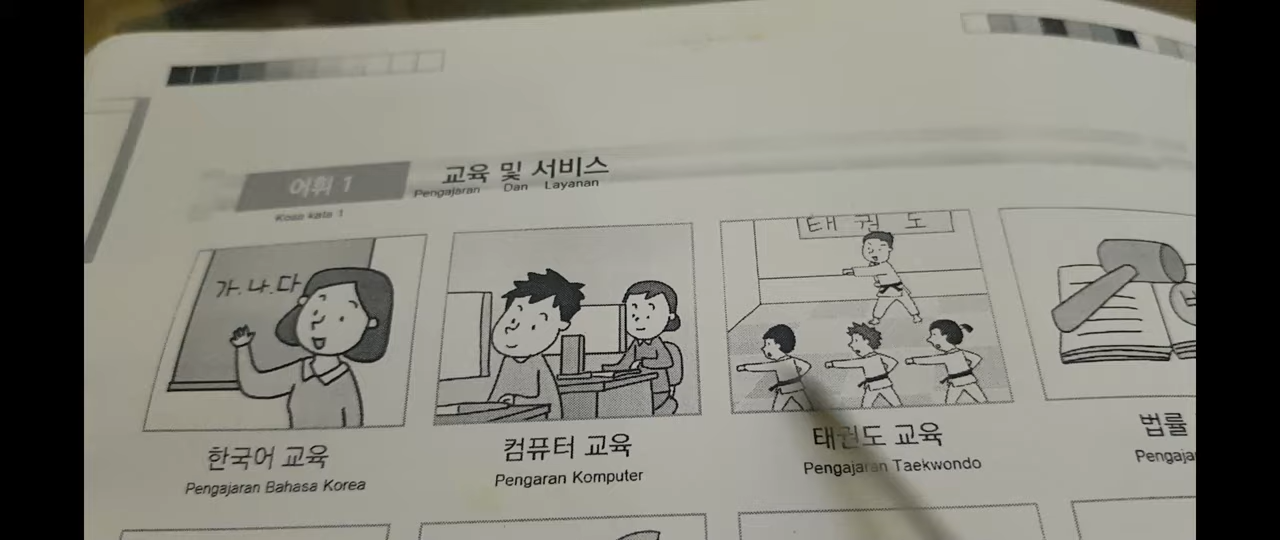 어휘 1
Kosa kata 1
교육 및 서비스
Pengajaran Dan Layanan
가.나.다
태권도
한국어 교육
Pengajaran Bahasa Korea
컴퓨터 교육
Pengaran Komputer
태권도 교육
Pengajaran Taekwondo
법률